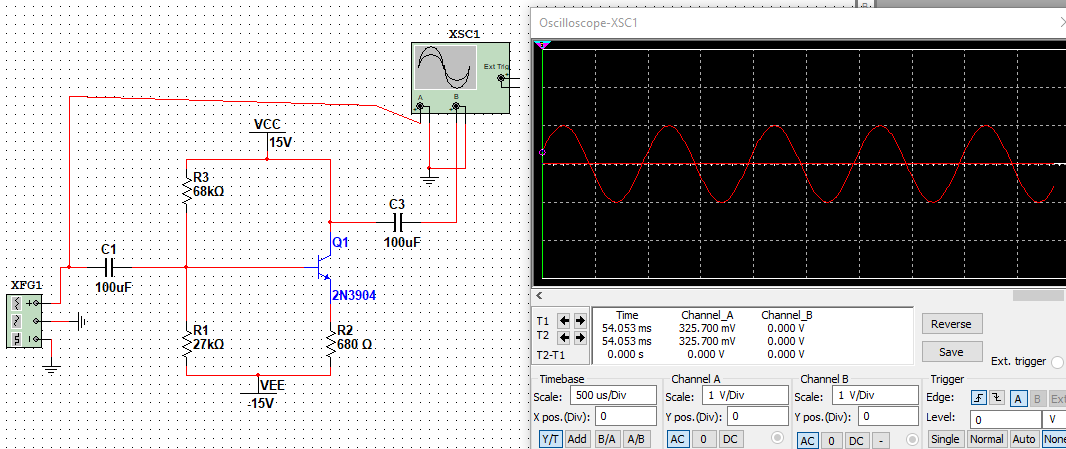 Oscilloscope-XSC1
XSC1
Ext Trig
+
A
B
VCC
15V
R3
68kΩ
C3
100uF
C1
100uF
Q1
2N3904
XFG1
R1
27kΩ
R2
680 Ω
VEE
-15V
Time Channel_A Channel_B
T1 54.053 ms 325.700 mV 0.000 V
T2 54.053 ms 325.700 mV 0.000 V
T2-T1 0.000 s 0.000 V 0.000 V
Reverse
Save
Ext. trigger
Timebase Channel A Channel B Trigger
Scale: 500 us/Div Scale: 1 V/Div Scale: 1 V/Div Edge: A B Ext
X pos.(Div): 0 Y pos.(Div): 0 Y pos.(Div): 0 Level: 0 V
Y/T Add B/A A/B AC 0 DC AC 0 DC - Single Normal Auto None